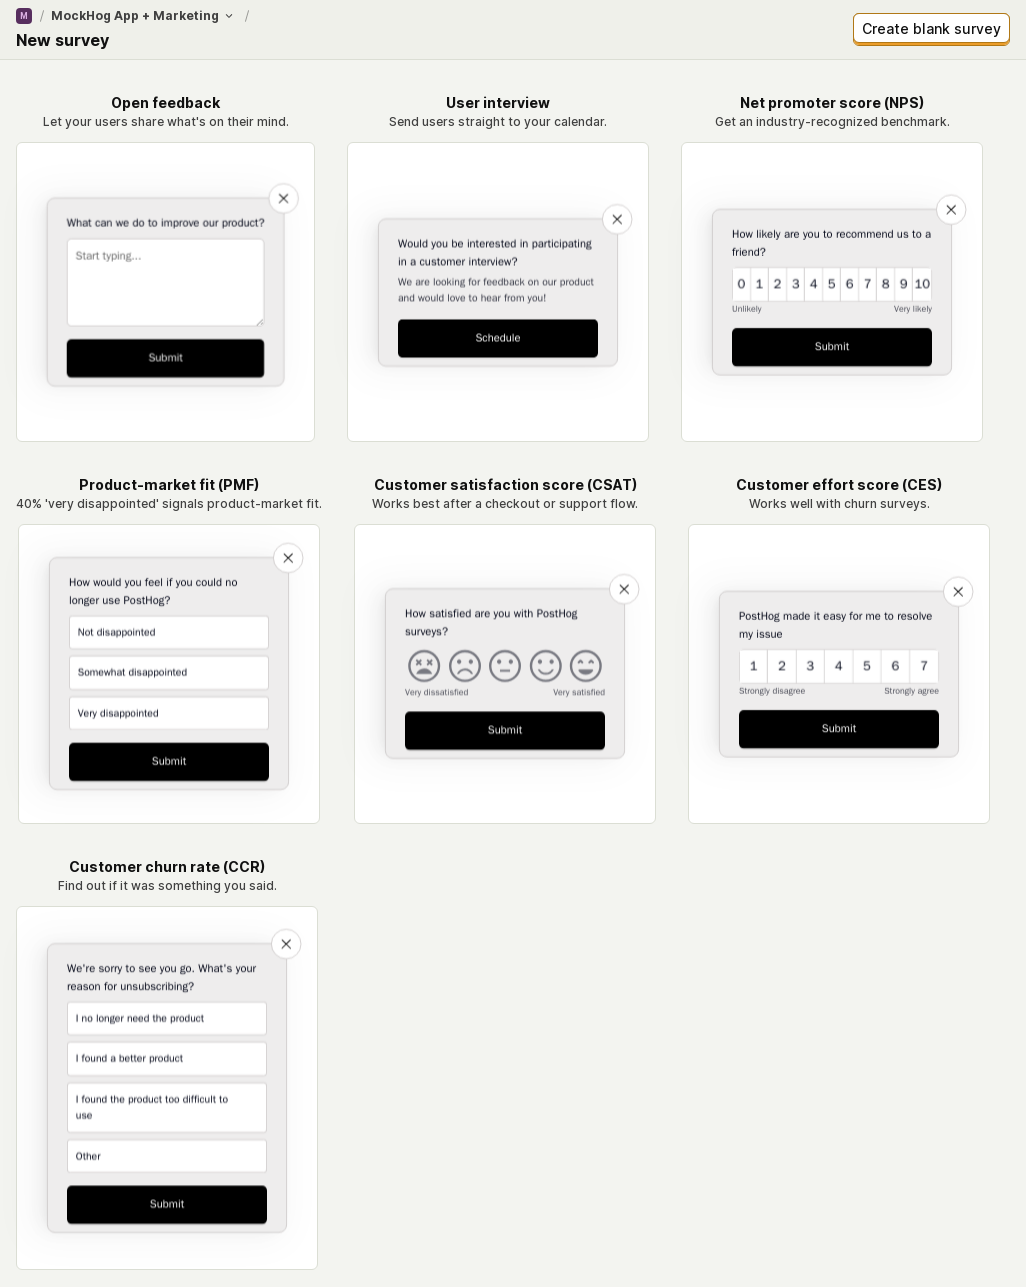 M / MockHog App + Marketing /
New survey
Create blank survey
Open feedback
Let your users share what's on their mind.
What can we do to improve our product?
Start typing...
Submit
User interview
Send users straight to your calendar.
Would you be interested in participating
in a customer interview?
We are looking for feedback on our product
and would love to hear from you!
Schedule
Net promoter score (NPS)
Get an industry-recognized benchmark.
How likely are you to recommend us to a
friend?
0 1 2 3 4 5 6 7 8 9 10
Unlikely Very likely
Submit
Product-market fit (PMF)
40% 'very disappointed' signals product-market fit.
How would you feel if you could no
longer use PostHog?
Not disappointed
Somewhat disappointed
Very disappointed
Submit
Customer satisfaction score (CSAT)
Works best after a checkout or support flow.
How satisfied are you with PostHog
surveys?
Very dissatisfied Very satisfied
Submit
Customer effort score (CES)
Works well with churn surveys.
PostHog made it easy for me to resolve
my issue
1 2 3 4 5 6 7
Strongly disagree Strongly agree
Submit
Customer churn rate (CCR)
Find out if it was something you said.
We're sorry to see you go. What's your
reason for unsubscribing?
I no longer need the product
I found a better product
I found the product too difficult to
use
Other
Submit